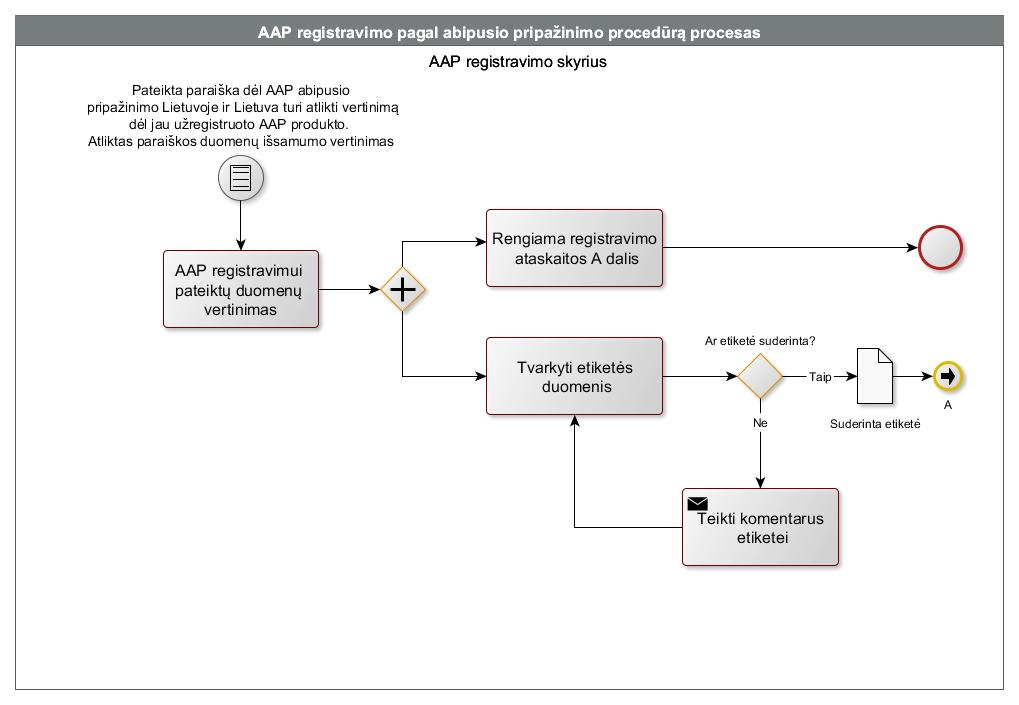 AAP registravimo pagal abipusio pripažinimo procedūrą procesas
AAP registravimo skyrius
Pateikta paraiška dėl AAP abipusio
pripažinimo Lietuvoje ir Lietuva turi atlikti vertinimą
dėl jau užregistruoto AAP produkto.
Atliktas paraiškos duomenų išsamumo vertinimas
AAP registravimui
pateiktų duomenų
vertinimas
Rengiama registravimo
ataskaitos A dalis
Tvarkyti etiketės
duomenis
Ar etiketė suderinta?
Taip
Suderinta etiketė
A
Ne
Teikti komentarus
etiketei